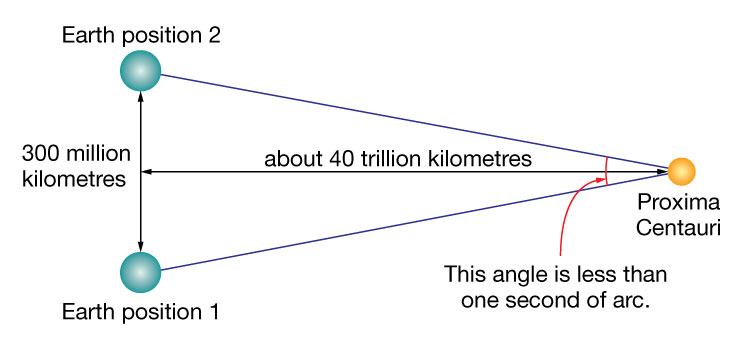 Earth position 2
300 million
kilometres
about 40 trillion kilometres
Proxima
Centauri
This angle is less than
one second of arc.
Earth position 1